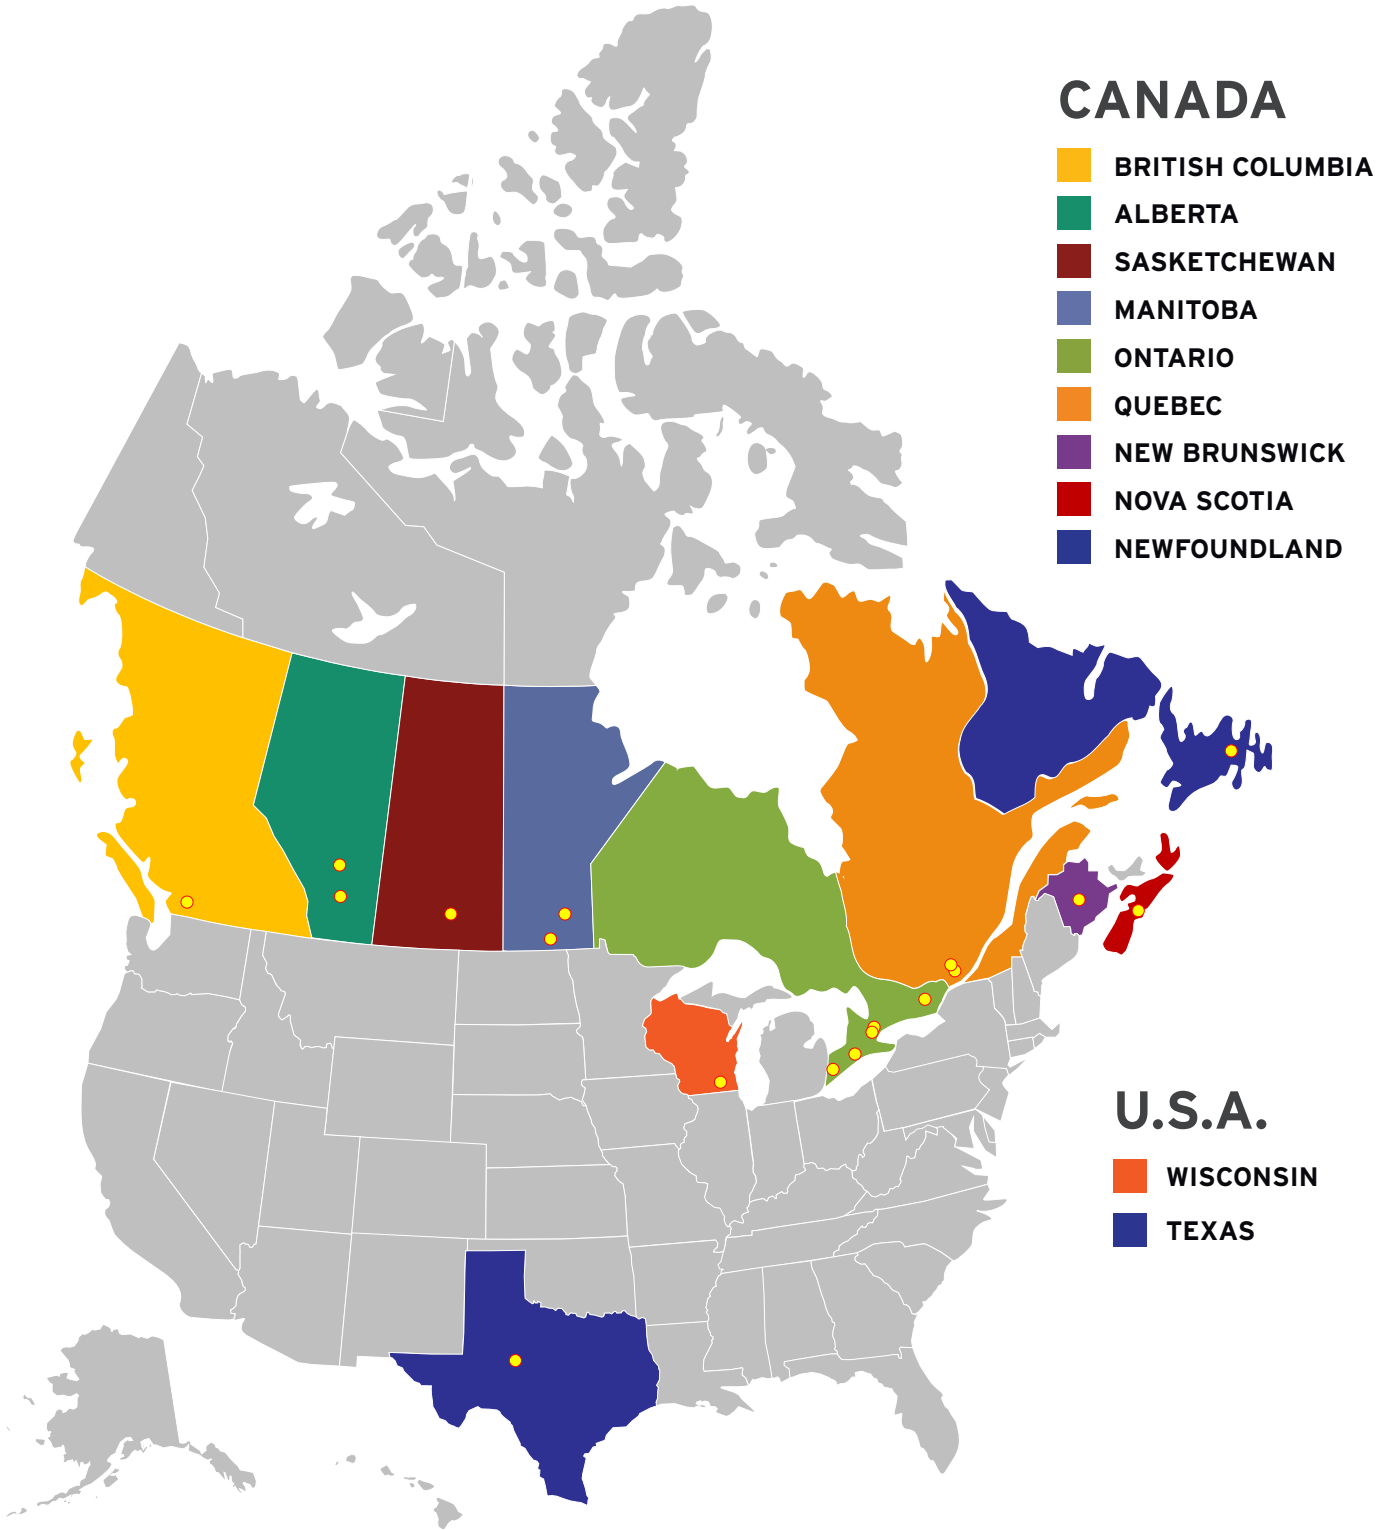 CANADA
BRITISH COLUMBIA
ALBERTA
SASKETCHEWAN
MANITOBA
ONTARIO
QUEBEC
NEW BRUNSWICK
NOVA SCOTIA
NEWFOUNDLAND
U.S.A.
WISCONSIN
TEXAS